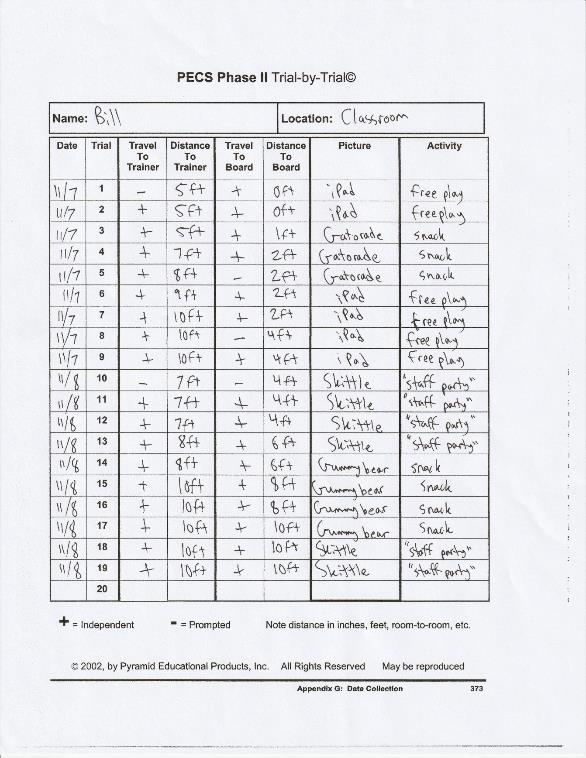 PECS Phase II Trial-by-Trial©
Name: Bill Location: Classroom
Date Trial Travel To Trainer Distance To Trainer Travel To Board Distance To Board Picture Activity
11/7 1 - 5ft + 0ft iPad free play
11/7 2 + 5ft + 0ft iPad freeplay
11/7 3 + 5ft + 1ft Gatorade snack
11/7 4 + 7ft + 2ft Gatorade snack
11/7 5 + 8ft - 2ft Gatorade snack
11/7 6 + 9ft + 2ft iPad free play
11/7 7 + 10ft + 2ft iPad free play
11/7 8 + 10ft - 4ft iPad free play
11/7 9 + 10ft + 4ft iPad free play
11/8 10 - 7ft - 4ft Skittle "staff party"
11/8 11 + 7ft + 4ft Skittle "staff party"
11/8 12 + 7ft + 4ft Skittle "staff party"
11/8 13 + 8ft + 6ft Skittle "staff party"
11/8 14 + 8ft + 6ft Gummy bear snack
11/8 15 + 10ft + 8ft Gummy bear snack
11/8 16 + 10ft + 8ft Gummy bear snack
11/8 17 + 10ft + 10ft Gummy bear snack
11/8 18 + 10ft + 10ft Skittle "staff party"
11/8 19 + 10ft + 10ft Skittle "staff party"
20
+ = Independent - = Prompted Note distance in inches, feet, room-to-room, etc.
© 2002, by Pyramid Educational Products, Inc. All Rights Reserved May be reproduced
Appendix G: Data Collection 373